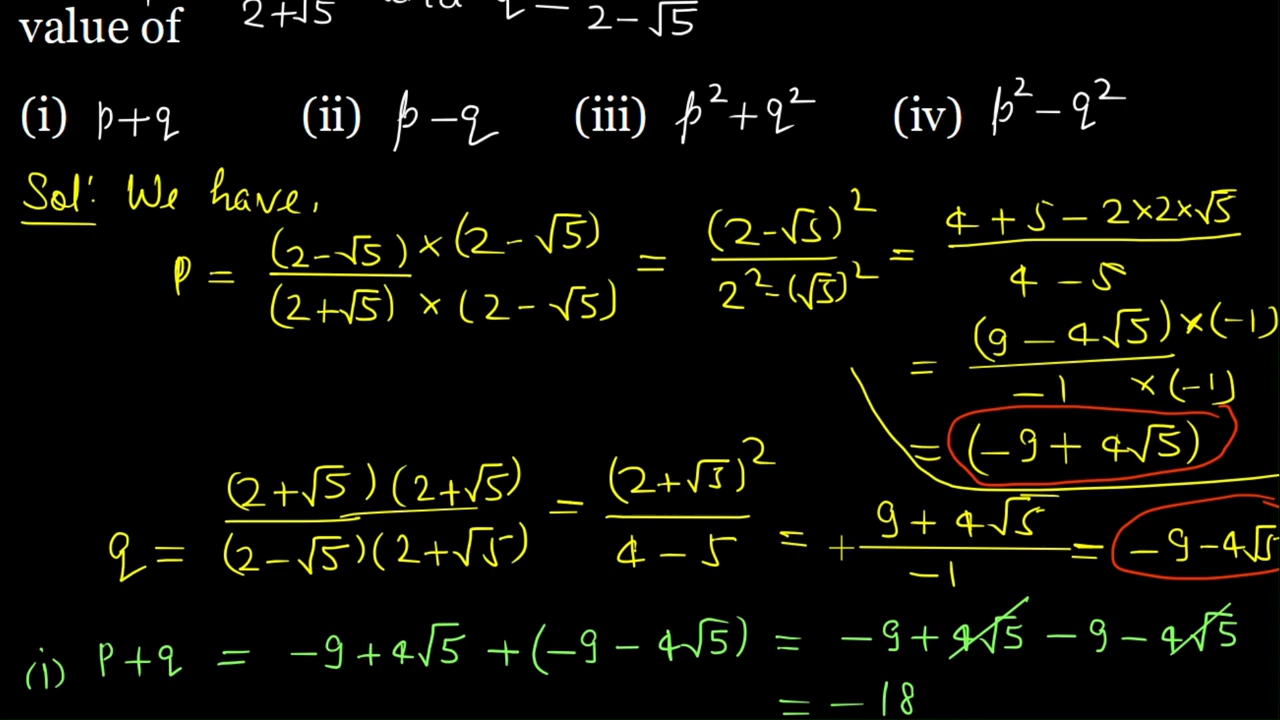 value of 2+√5 q = 2-√5
(i) p+q (ii) p-q (iii) p²+q² (iv) p²-q²
Sol: We have,
p = (2-√5)×(2-√5)/(2+√5)×(2-√5) = (2-√5)²/2²-(√5)² = 4+5-2×2×√5/4-5
= (9-4√5)×(-1)/-1×(-1)
= (-9+4√5)
q = (2+√5)(2+√5)/(2-√5)(2+√5) = (2+√5)²/4-5 = +9+4√5/-1 = -9-4√5
(i) p+q = -9+4√5+(-9-4√5) = -9+4√5-9-4√5
= -18